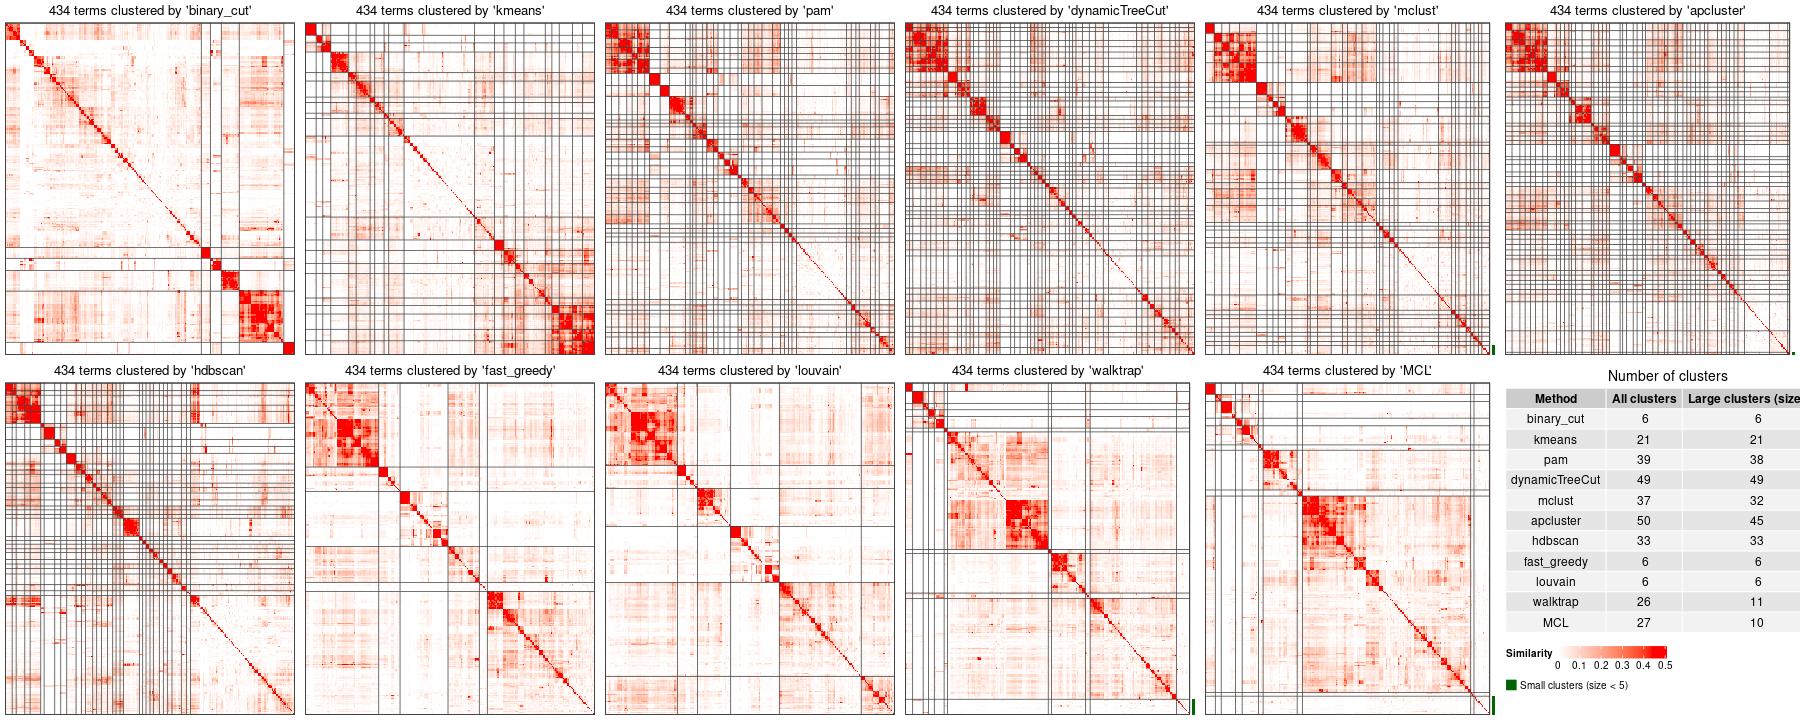 434 terms clustered by 'binary_cut'
434 terms clustered by 'kmeans'
434 terms clustered by 'pam'
434 terms clustered by 'dynamicTreeCut'
434 terms clustered by 'mclust'
434 terms clustered by 'apcluster'
434 terms clustered by 'hdbscan'
434 terms clustered by 'fast_greedy'
434 terms clustered by 'louvain'
434 terms clustered by 'walktrap'
434 terms clustered by 'MCL'
Number of clusters
Method All clusters Large clusters (size
binary_cut 6 6
kmeans 21 21
pam 39 38
dynamicTreeCut 49 49
mclust 37 32
apcluster 50 45
hdbscan 33 33
fast_greedy 6 6
louvain 6 6
walktrap 26 11
MCL 27 10
Similarity
0 0.1 0.2 0.3 0.4 0.5
Small clusters (size < 5)